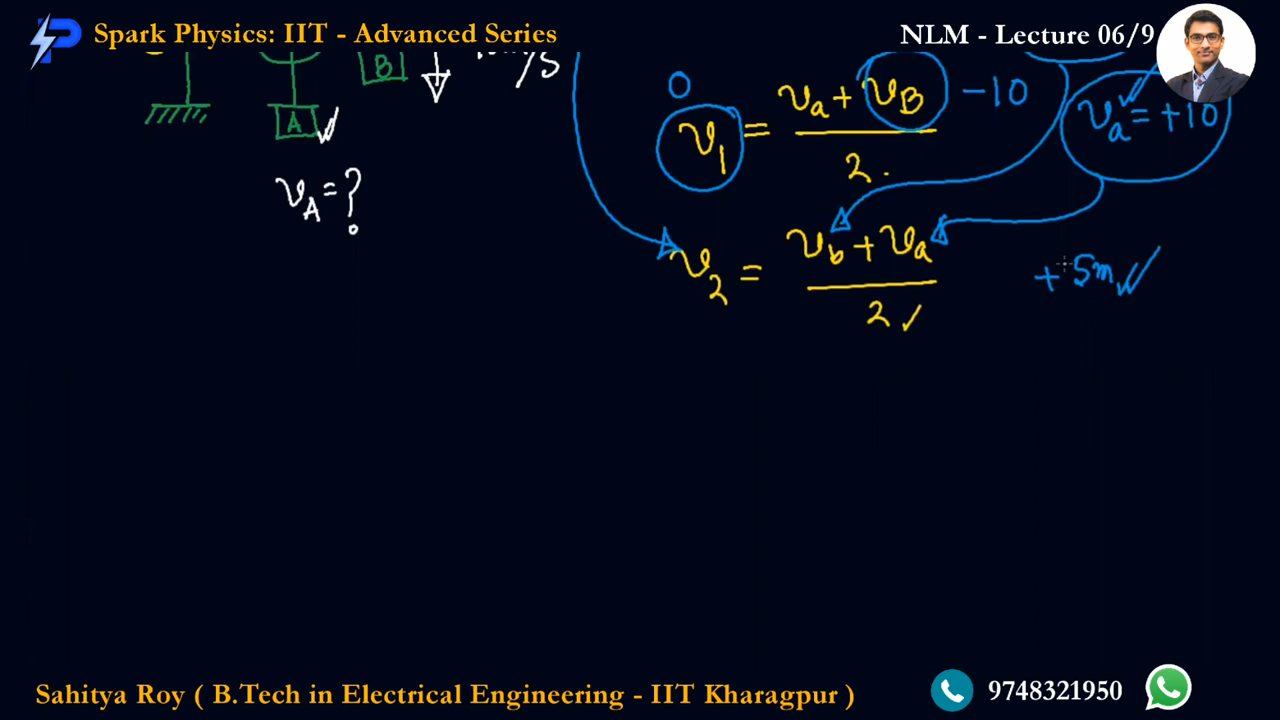 Spark Physics: IIT - Advanced Series
NLM - Lecture 06/9
B
A
v_A = ?
0
v_1 = (v_a + v_B) / 2.
-10
v_a = +10
v_2 = (v_b + v_a) / 2
+5m
Sahitya Roy ( B.Tech in Electrical Engineering - IIT Kharagpur )
9748321950